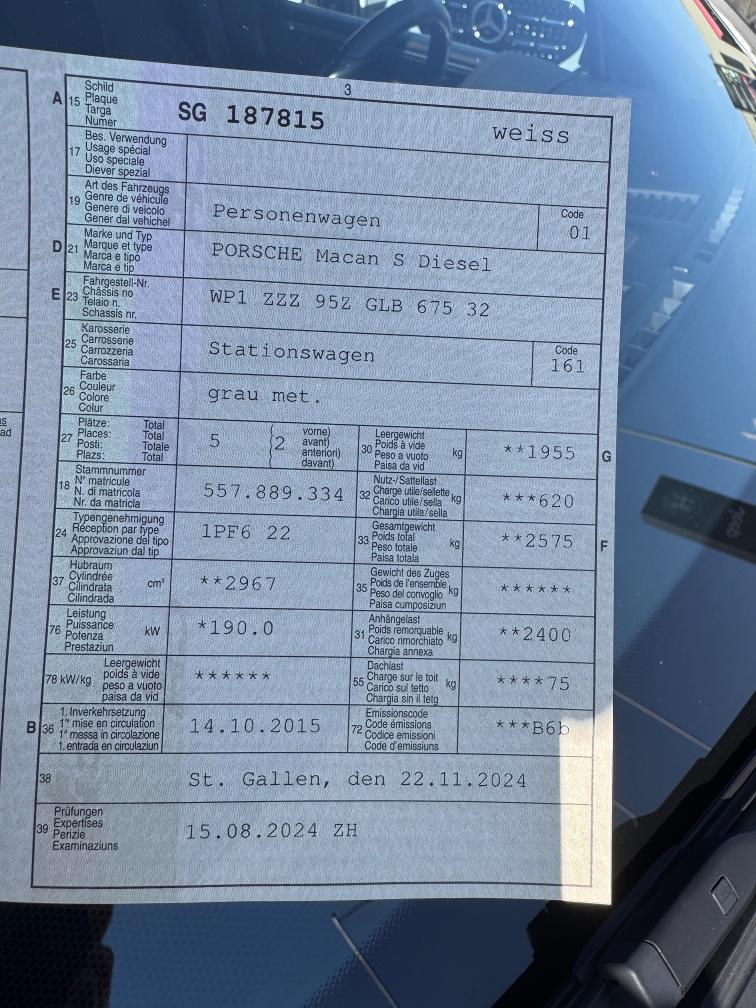 3
A 15 Schild
Plaque
Targa
Numer
SG 187815 weiss
17 Bes. Verwendung
Usage spécial
Uso speciale
Diever spezial
19 Art des Fahrzeugs
Genre de véhicule
Genere di veicolo
Gener dal vehichel
Personenwagen
Code
01
D 21 Marke und Typ
Marque et type
Marca e tipo
Marca e tip
PORSCHE Macan S Diesel
E 23 Fahrgestell-Nr.
Châssis no
Telaio n.
Schassis nr.
WP1 ZZZ 95Z GLB 675 32
25 Karosserie
Carrosserie
Carrozzeria
Carossaria
Stationswagen
Code
161
26 Farbe
Couleur
Colore
Colur
grau met.
27 Plätze: Total
Places: Total
Posti: Totale
Plazs: Total
5
2
vorne)
avant)
anteriori)
davant)
30 Leergewicht
Poids à vide
Peso a vuoto
Paisa da vid
kg
**1955
G
18 Stammnummer
N° matricule
N. di matricola
Nr. da matricla
557.889.334
32 Nutz-/Sattellast
Charge utile/sellette
Carico utile/sella
Chargia utila/sella
kg
***620
24 Typengenehmigung
Réception par type
Approvazione del tipo
Approvaziun dal tip
1PF6 22
33 Gesamtgewicht
Poids total
Peso totale
Paisa totala
kg
**2575
F
37 Hubraum
Cylindrée
Cilindrata
Cilindrada
cm³
**2967
35 Gewicht des Zuges
Poids de l'ensemble
Peso del convoglio
Paisa cumposiziun
kg
******
76 Leistung
Puissance
Potenza
Prestaziun
kW
*190.0
31 Anhängelast
Poids remorquable
Carico rimorchiato
Chargia annexa
kg
**2400
78 kW/kg
Leergewicht
poids à vide
peso a vuoto
paisa da vid
******
55 Dachlast
Charge sur le toit
Carico sul tetto
Chargia sin il tetg
kg
****75
B 36 1. Inverkehrsetzung
1re mise en circulation
1a messa in circolazione
1. entrada en circulaziun
14.10.2015
72 Emissionscode
Code émissions
Codice emissioni
Code d'emissiuns
***B6b
38
St. Gallen, den 22.11.2024
39 Prüfungen
Expertises
Perizie
Examinaziuns
15.08.2024 ZH